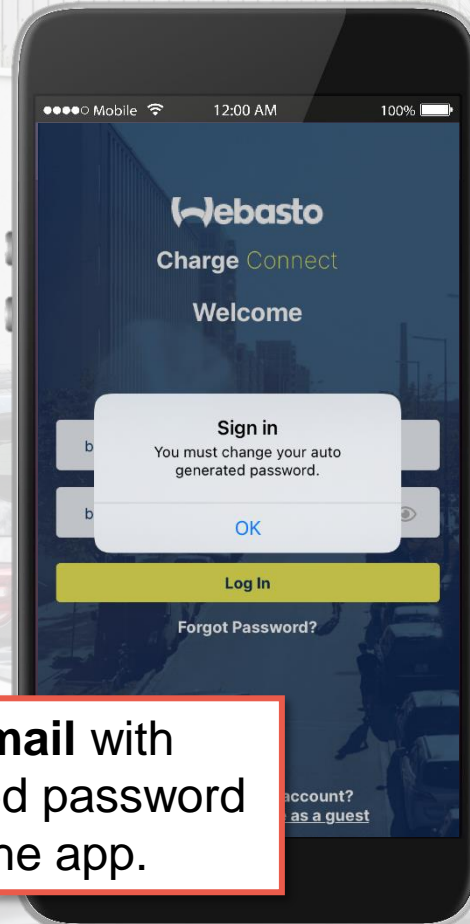 Mobile 12:00 AM 100%
Webasto
Charge Connect
Welcome
Sign in
You must change your auto
generated password.
b
b
OK
Log In
Forgot Password?
mail with
d password
he app.
account?
as a guest